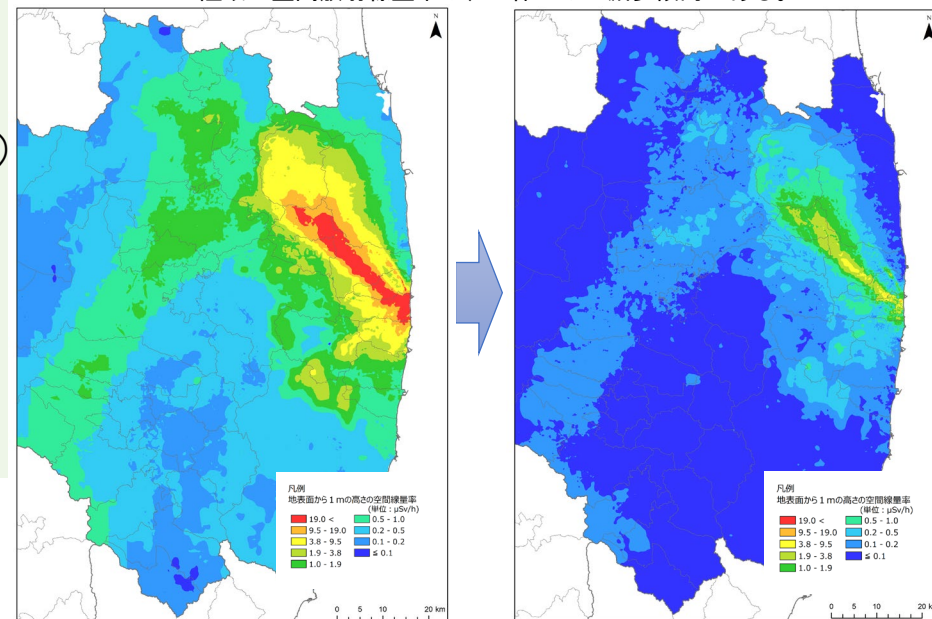 N
N
凡例
地表面から1mの高さの空間線量率
(単位：μSv/h)
19.0 <
9.5 - 19.0
3.8 - 9.5
1.9 - 3.8
1.0 - 1.9
0.5 - 1.0
0.2 - 0.5
0.1 - 0.2
≦ 0.1
0 5 10 20 km
凡例
地表面から1mの高さの空間線量率
(単位：μSv/h)
19.0 <
9.5 - 19.0
3.8 - 9.5
1.9 - 3.8
1.0 - 1.9
0.5 - 1.0
0.2 - 0.5
0.1 - 0.2
≦ 0.1
0 5 10 20 km